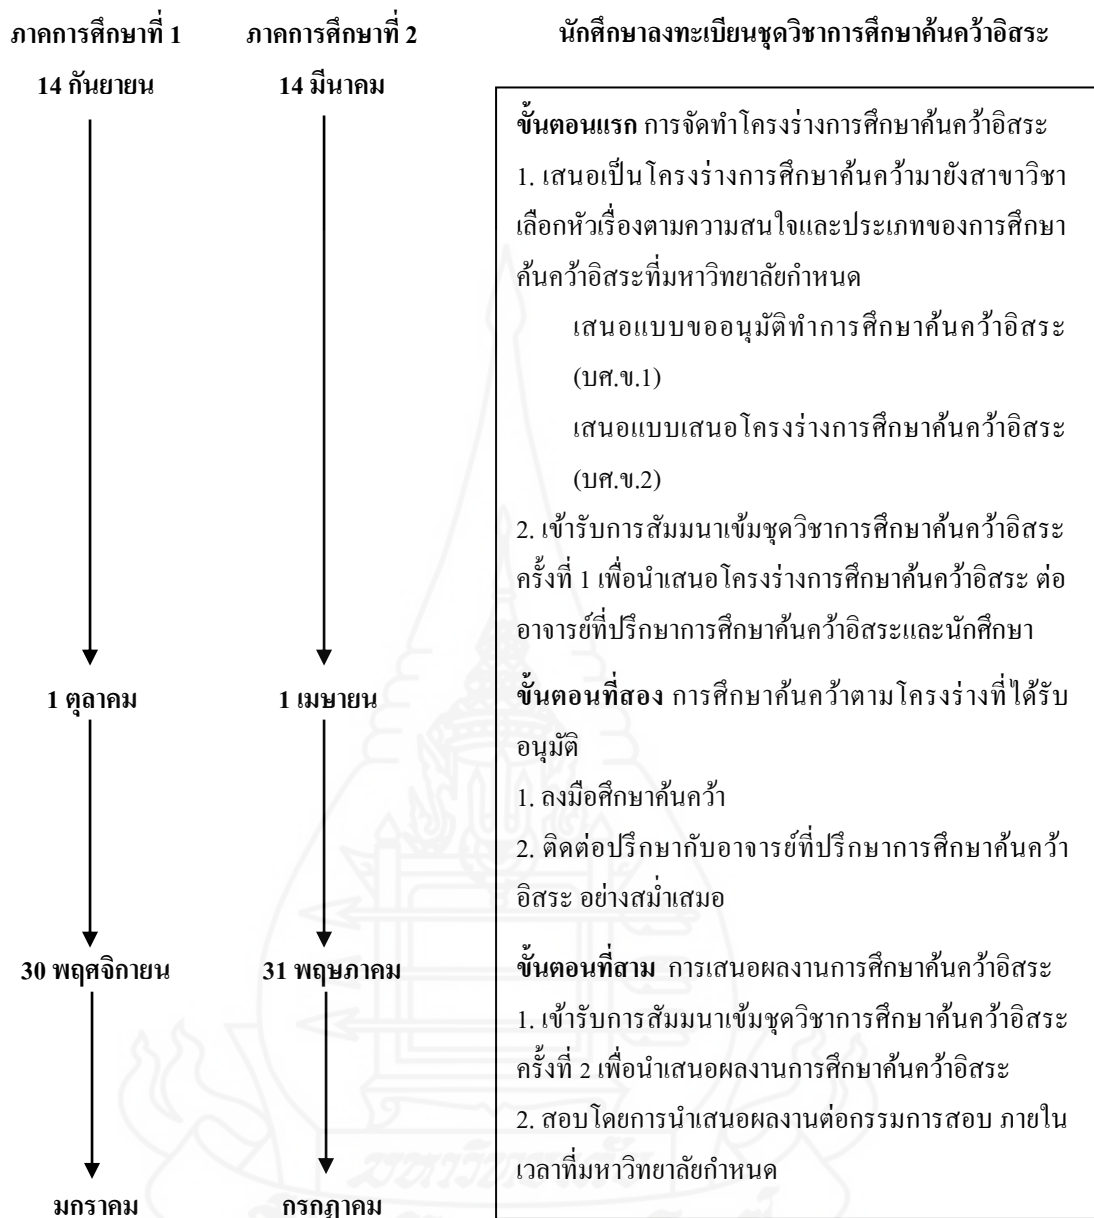 ภาคการศึกษาที่ 1 ภาคการศึกษาที่ 2 นักศึกษาลงทะเบียนชุดวิชาการศึกษาค้นคว้าอิสระ
14 กันยายน 14 มีนาคม
ขั้นตอนแรก การจัดทำโครงร่างการศึกษาค้นคว้าอิสระ
1. เสนอเป็นโครงร่างการศึกษาค้นคว้ามายังสาขาวิชา
เลือกหัวเรื่องตามความสนใจและประเภทของการศึกษา
ค้นคว้าอิสระที่มหาวิทยาลัยกำหนด
เสนอแบบขออนุมัติทำการศึกษาค้นคว้าอิสระ
(บศ.ข.1)
เสนอแบบเสนอโครงร่างการศึกษาค้นคว้าอิสระ
(บศ.ข.2)
2. เข้ารับการสัมมนาเข้มชุดวิชาการศึกษาค้นคว้าอิสระ
ครั้งที่ 1 เพื่อนำเสนอโครงร่างการศึกษาค้นคว้าอิสระ ต่อ
อาจารย์ที่ปรึกษาการศึกษาค้นคว้าอิสระและนักศึกษา
1 ตุลาคม 1 เมษายน ขั้นตอนที่สอง การศึกษาค้นคว้าตามโครงร่างที่ได้รับ
อนุมัติ
1. ลงมือศึกษาค้นคว้า
2. ติดต่อปรึกษากับอาจารย์ที่ปรึกษาการศึกษาค้นคว้า
อิสระ อย่างสม่ำเสมอ
30 พฤศจิกายน 31 พฤษภาคม ขั้นตอนที่สาม การเสนอผลงานการศึกษาค้นคว้าอิสระ
1. เข้ารับการสัมมนาเข้มชุดวิชาการศึกษาค้นคว้าอิสระ
ครั้งที่ 2 เพื่อนำเสนอผลงานการศึกษาค้นคว้าอิสระ
2. สอบโดยการนำเสนอผลงานต่อกรรมการสอบ ภายใน
เวลาที่มหาวิทยาลัยกำหนด
มกราคม กรกฎาคม